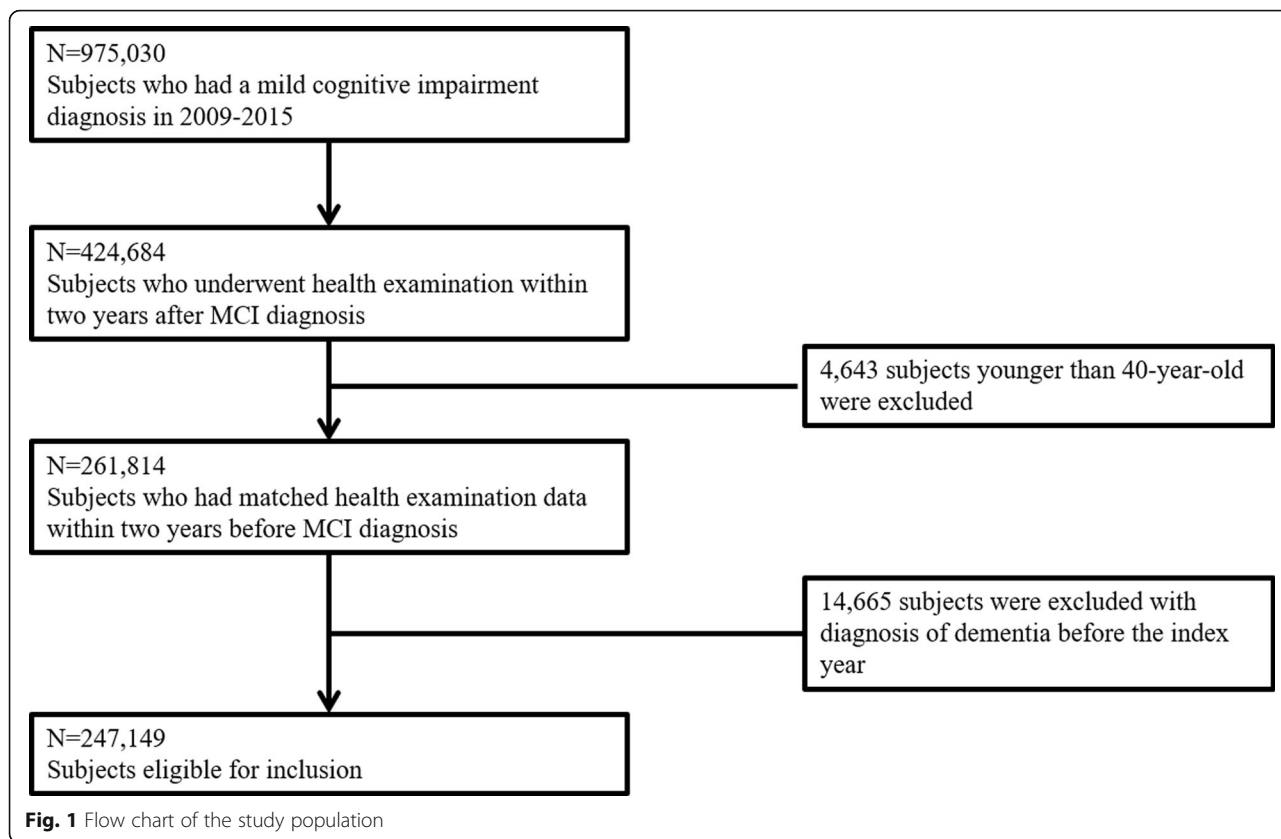 N=975,030
Subjects who had a mild cognitive impairment
diagnosis in 2009-2015
N=424,684
Subjects who underwent health examination within
two years after MCI diagnosis
4,643 subjects younger than 40-year-old
were excluded
N=261,814
Subjects who had matched health examination data
within two years before MCI diagnosis
14,665 subjects were excluded with
diagnosis of dementia before the index
year
N=247,149
Subjects eligible for inclusion
Fig. 1 Flow chart of the study population